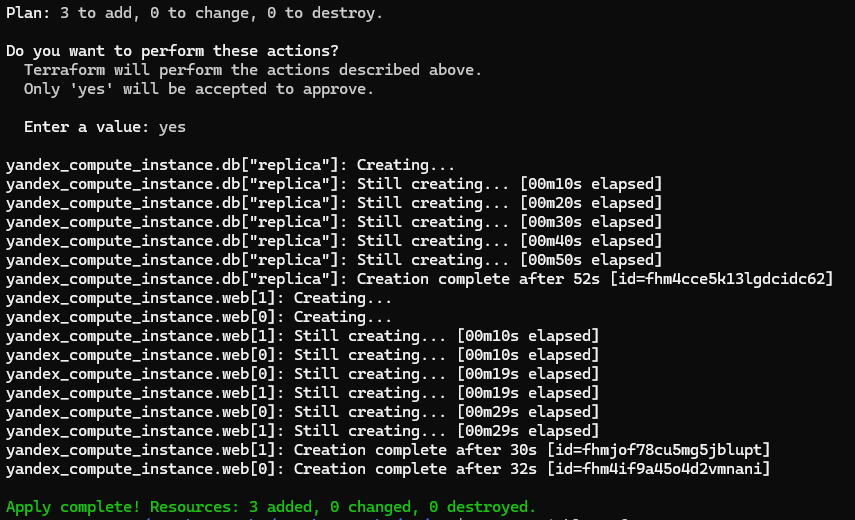 Plan: 3 to add, 0 to change, 0 to destroy.
Do you want to perform these actions?
Terraform will perform the actions described above.
Only 'yes' will be accepted to approve.
Enter a value: yes
yandex_compute_instance.db["replica"]: Creating...
yandex_compute_instance.db["replica"]: Still creating... [00m10s elapsed]
yandex_compute_instance.db["replica"]: Still creating... [00m20s elapsed]
yandex_compute_instance.db["replica"]: Still creating... [00m30s elapsed]
yandex_compute_instance.db["replica"]: Still creating... [00m40s elapsed]
yandex_compute_instance.db["replica"]: Still creating... [00m50s elapsed]
yandex_compute_instance.db["replica"]: Creation complete after 52s [id=fhm4cce5k13lgdcidc62]
yandex_compute_instance.web[1]: Creating...
yandex_compute_instance.web[0]: Creating...
yandex_compute_instance.web[1]: Still creating... [00m10s elapsed]
yandex_compute_instance.web[0]: Still creating... [00m10s elapsed]
yandex_compute_instance.web[0]: Still creating... [00m19s elapsed]
yandex_compute_instance.web[1]: Still creating... [00m19s elapsed]
yandex_compute_instance.web[0]: Still creating... [00m29s elapsed]
yandex_compute_instance.web[1]: Still creating... [00m29s elapsed]
yandex_compute_instance.web[1]: Creation complete after 30s [id=fhmjof78cu5mg5jblupt]
yandex_compute_instance.web[0]: Creation complete after 32s [id=fhm4if9a45o4d2vmnani]
Apply complete! Resources: 3 added, 0 changed, 0 destroyed.